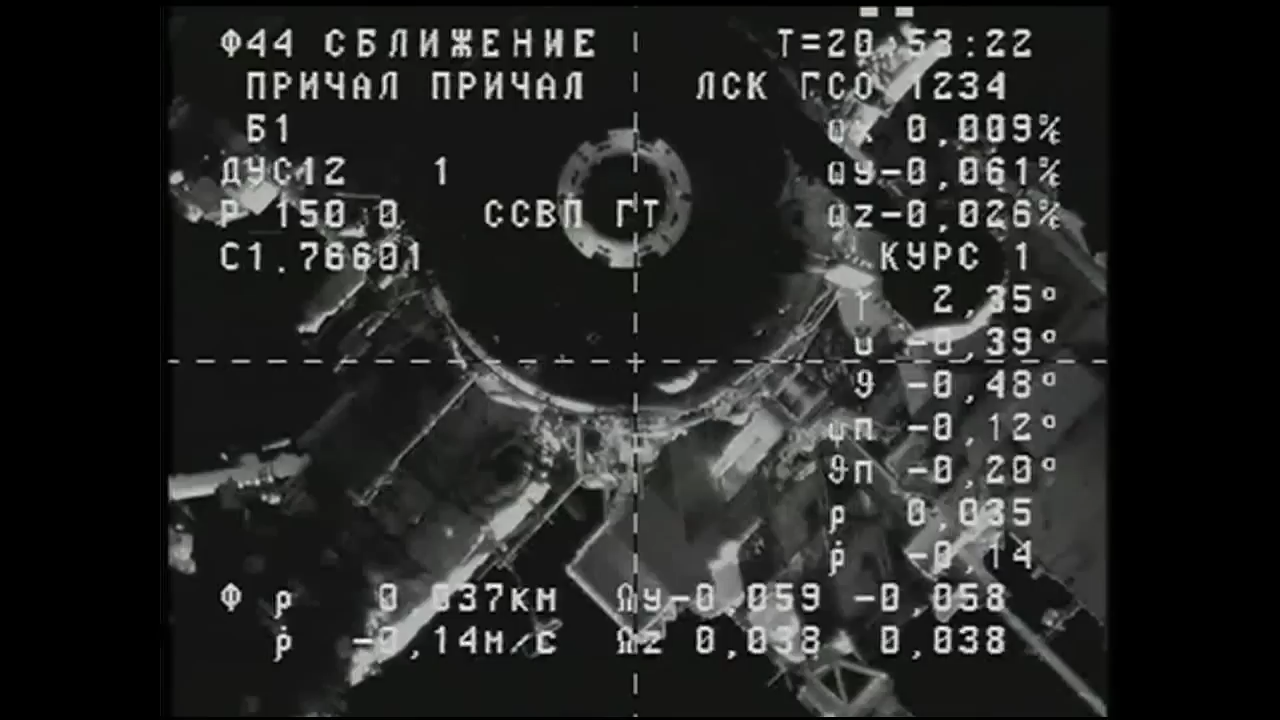 Ф44 СБЛИЖЕНИЕ T=20:53:22
ПРИЧАЛ ПРИЧАЛ ЛСК ГСО 1234
Б1 ωx 0,009%
ДУС12 1 ωy-0,061%
Р 150 0 ССВП ГТ ωz-0,026%
С1.76601 КУРС 1
γ 2,35°
ψ -0,39°
ϑ -0,48°
ψп -0,12°
ϑп -0,20°
ρ 0,035
ρ̇ -0,14
Ф ρ 0,037км Ωy-0,059 -0,058
ρ̇ -0,14м/с Ωz 0,038 0,038